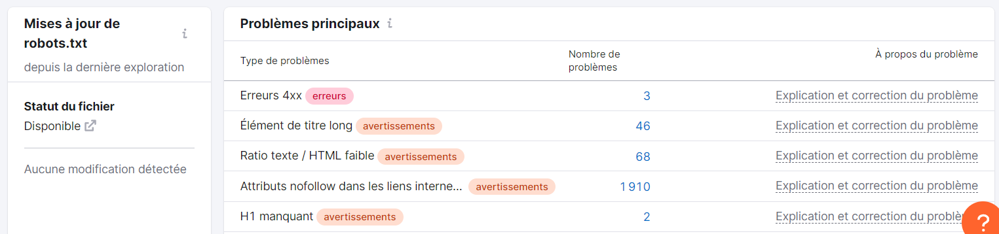 Mises à jour de
robots.txt
i
depuis la dernière exploration
Statut du fichier
Disponible
Aucune modification détectée
Problèmes principaux i
Type de problèmes
Nombre de
problèmes
À propos du problème
Erreurs 4xx erreurs 3 Explication et correction du problème
Élément de titre long avertissements 46 Explication et correction du problème
Ratio texte / HTML faible avertissements 68 Explication et correction du problème
Attributs nofollow dans les liens interne... avertissements 1 910 Explication et correction du problème
H1 manquant avertissements 2 Explication et correction du problè
?